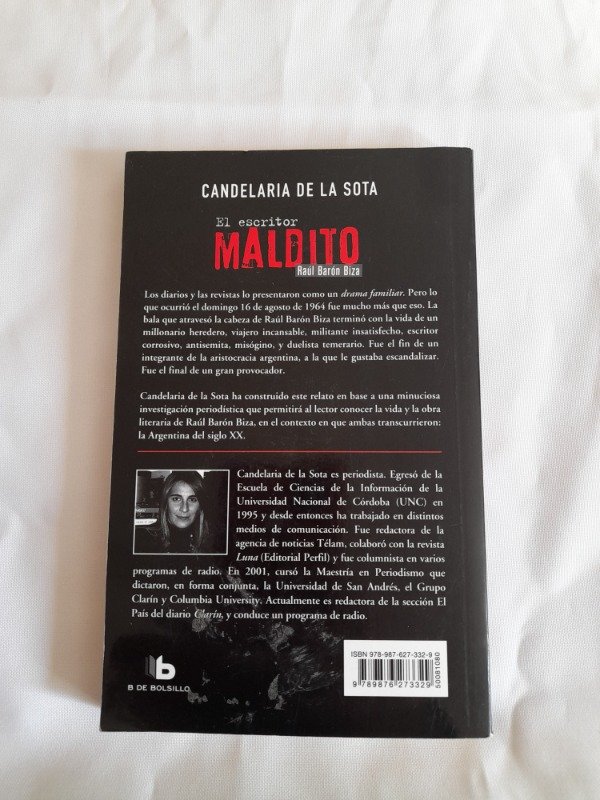 CANDELARIA DE LA SOTA
El escritor
MALDITO
Raúl Barón Biza
Los diarios y las revistas lo presentaron como un drama familiar. Pero lo
que ocurrió el domingo 16 de agosto de 1964 fue mucho más que eso. La
bala que atravesó la cabeza de Raúl Barón Biza terminó con la vida de un
millonario heredero, viajero incansable, militante insatisfecho, escritor
corrosivo, antisemita, misógino, y duelista temerario. Fue el fin de un
integrante de la aristocracia argentina, a la que le gustaba escandalizar.
Fue el final de un gran provocador.
Candelaria de la Sota ha construido este relato en base a una minuciosa
investigación periodística que permitirá al lector conocer la vida y la obra
literaria de Raúl Barón Biza, en el contexto en que ambas transcurrieron:
la Argentina del siglo XX.
Candelaria de la Sota es periodista. Egresó de la
Escuela de Ciencias de la Información de la
Universidad Nacional de Córdoba (UNC) en
1995 y desde entonces ha trabajado en distintos
medios de comunicación. Fue redactora de la
agencia de noticias Télam, colaboró con la revista
Luna (Editorial Perfil) y fue columnista en varios
programas de radio. En 2001, cursó la Maestría en Periodismo que
dictaron, en forma conjunta, la Universidad de San Andrés, el Grupo
Clarín y Columbia University. Actualmente es redactora de la sección El
País del diario Clarín, y conduce un programa de radio.
b
B DE BOLSILLO
ISBN 978-987-627-332-9
9 789876 273329
50081080